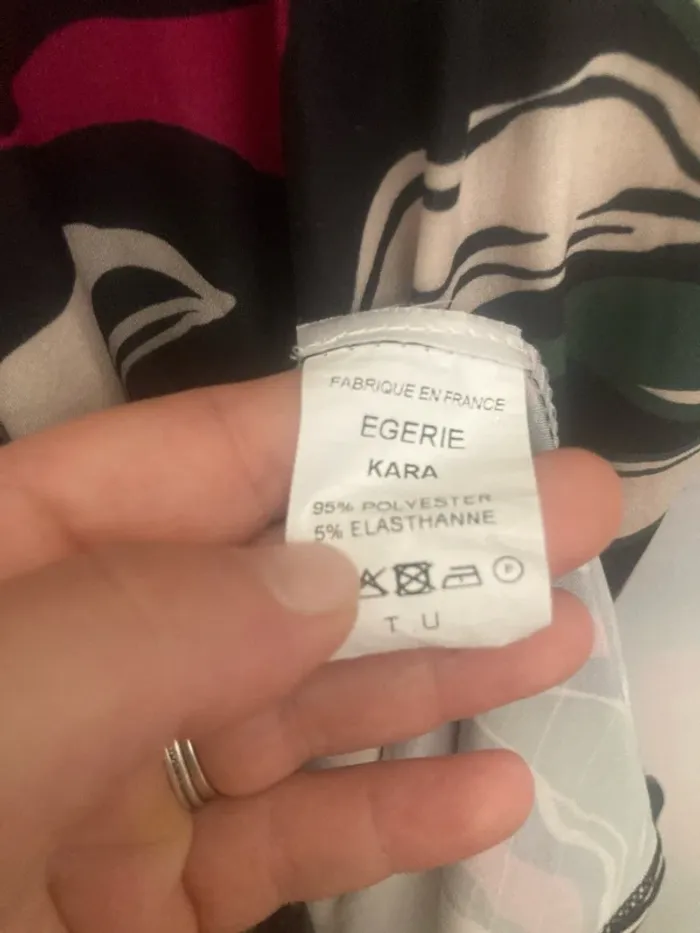 FABRIQUE EN FRANCE
EGERIE
KARA
95% POLYESTER
5% ELASTHANNE
P
T U